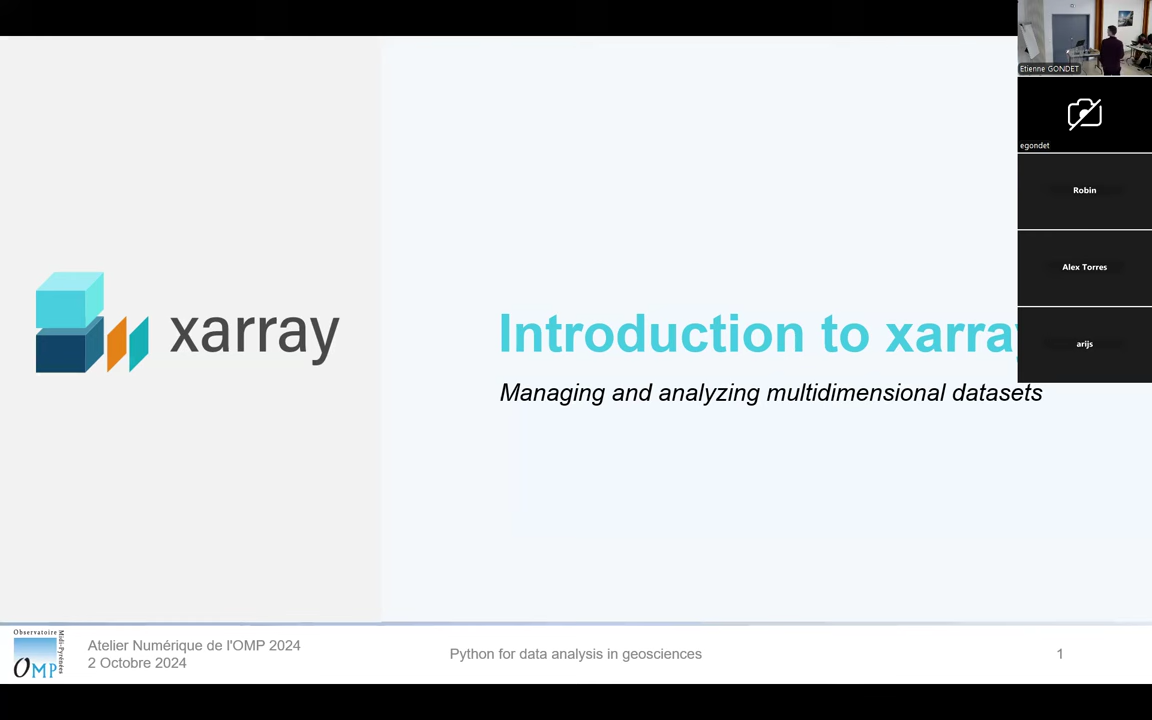 Etienne GONDET
egondet
Robin
Alex Torres
arijs
xarray
Introduction to xarray
Managing and analyzing multidimensional datasets
Observatoire
Midi-Pyrénées
OMP
Atelier Numérique de l'OMP 2024
2 Octobre 2024
Python for data analysis in geosciences
1